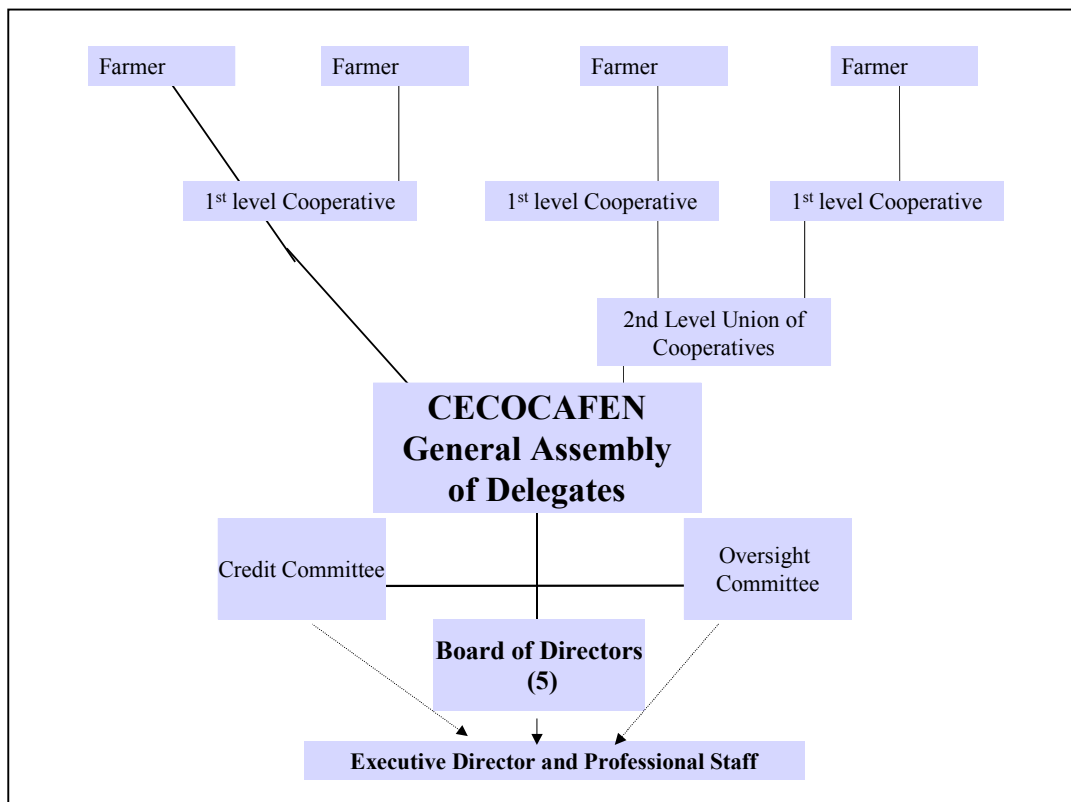 Farmer
Farmer
Farmer
Farmer
1st level Cooperative
1st level Cooperative
1st level Cooperative
2nd Level Union of
Cooperatives
CECOCAFEN
General Assembly
of Delegates
Credit Committee
Oversight
Committee
Board of Directors
(5)
Executive Director and Professional Staff